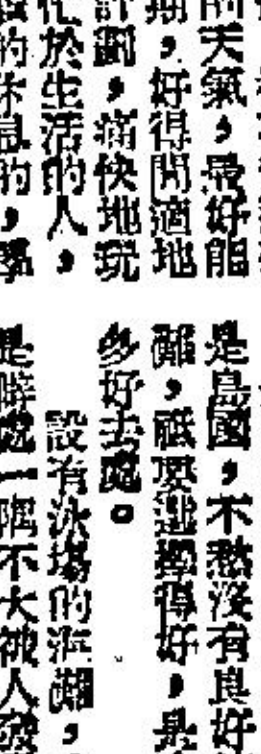 的天氣，最好能
期，好得閒適地
計劃，痛快地玩
忙於生活的人，
的休息的，
是島國，不愁沒有良好
灘，祇要選擇得好，是
多好去處。
設有泳場的海灘，
是時處一隅不大被人發